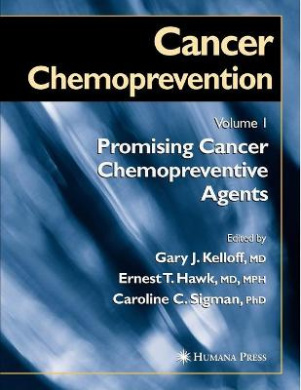 Cancer
Chemoprevention
Volume I
Promising Cancer
Chemopreventive
Agents
Edited by
Gary J. Kelloff, MD
Ernest T. Hawk, MD, MPH
Caroline C. Sigman, PhD
HUMANA PRESS